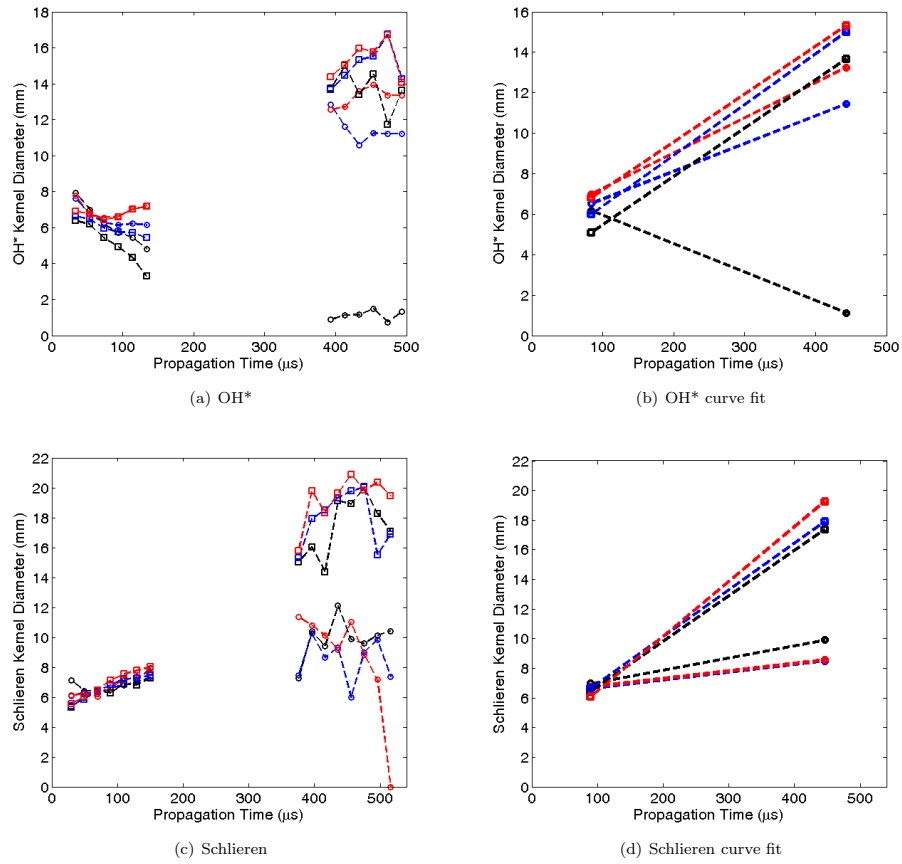 18
16
14
12
10
8
6
4
2
0
OH* Kernel Diameter (mm)
0 100 200 300 400 500
Propagation Time (μs)
(a) OH*
16
14
12
10
8
6
4
2
0
OH* Kernel Diameter (mm)
0 100 200 300 400 500
Propagation Time (μs)
(b) OH* curve fit
22
20
18
16
14
12
10
8
6
4
2
0
Schlieren Kernel Diameter (mm)
0 100 200 300 400 500
Propagation Time (μs)
(c) Schlieren
22
20
18
16
14
12
10
8
6
4
2
0
Schlieren Kernel Diameter (mm)
0 100 200 300 400 500
Propagation Time (μs)
(d) Schlieren curve fit